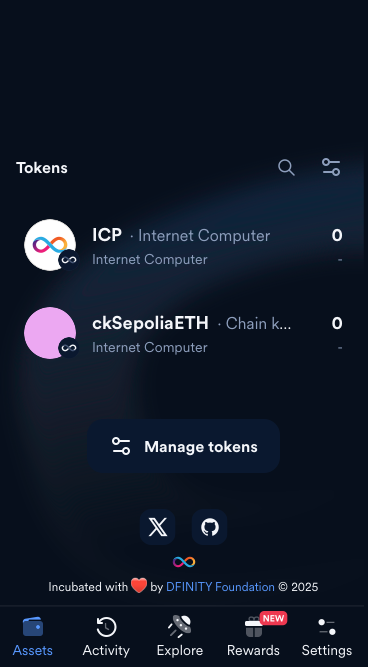 Tokens
ICP · Internet Computer 0
Internet Computer -
ckSepoliaETH · Chain k... 0
Internet Computer -
Manage tokens
Incubated with ❤️ by DFINITY Foundation © 2025
NEW
Assets Activity Explore Rewards Settings